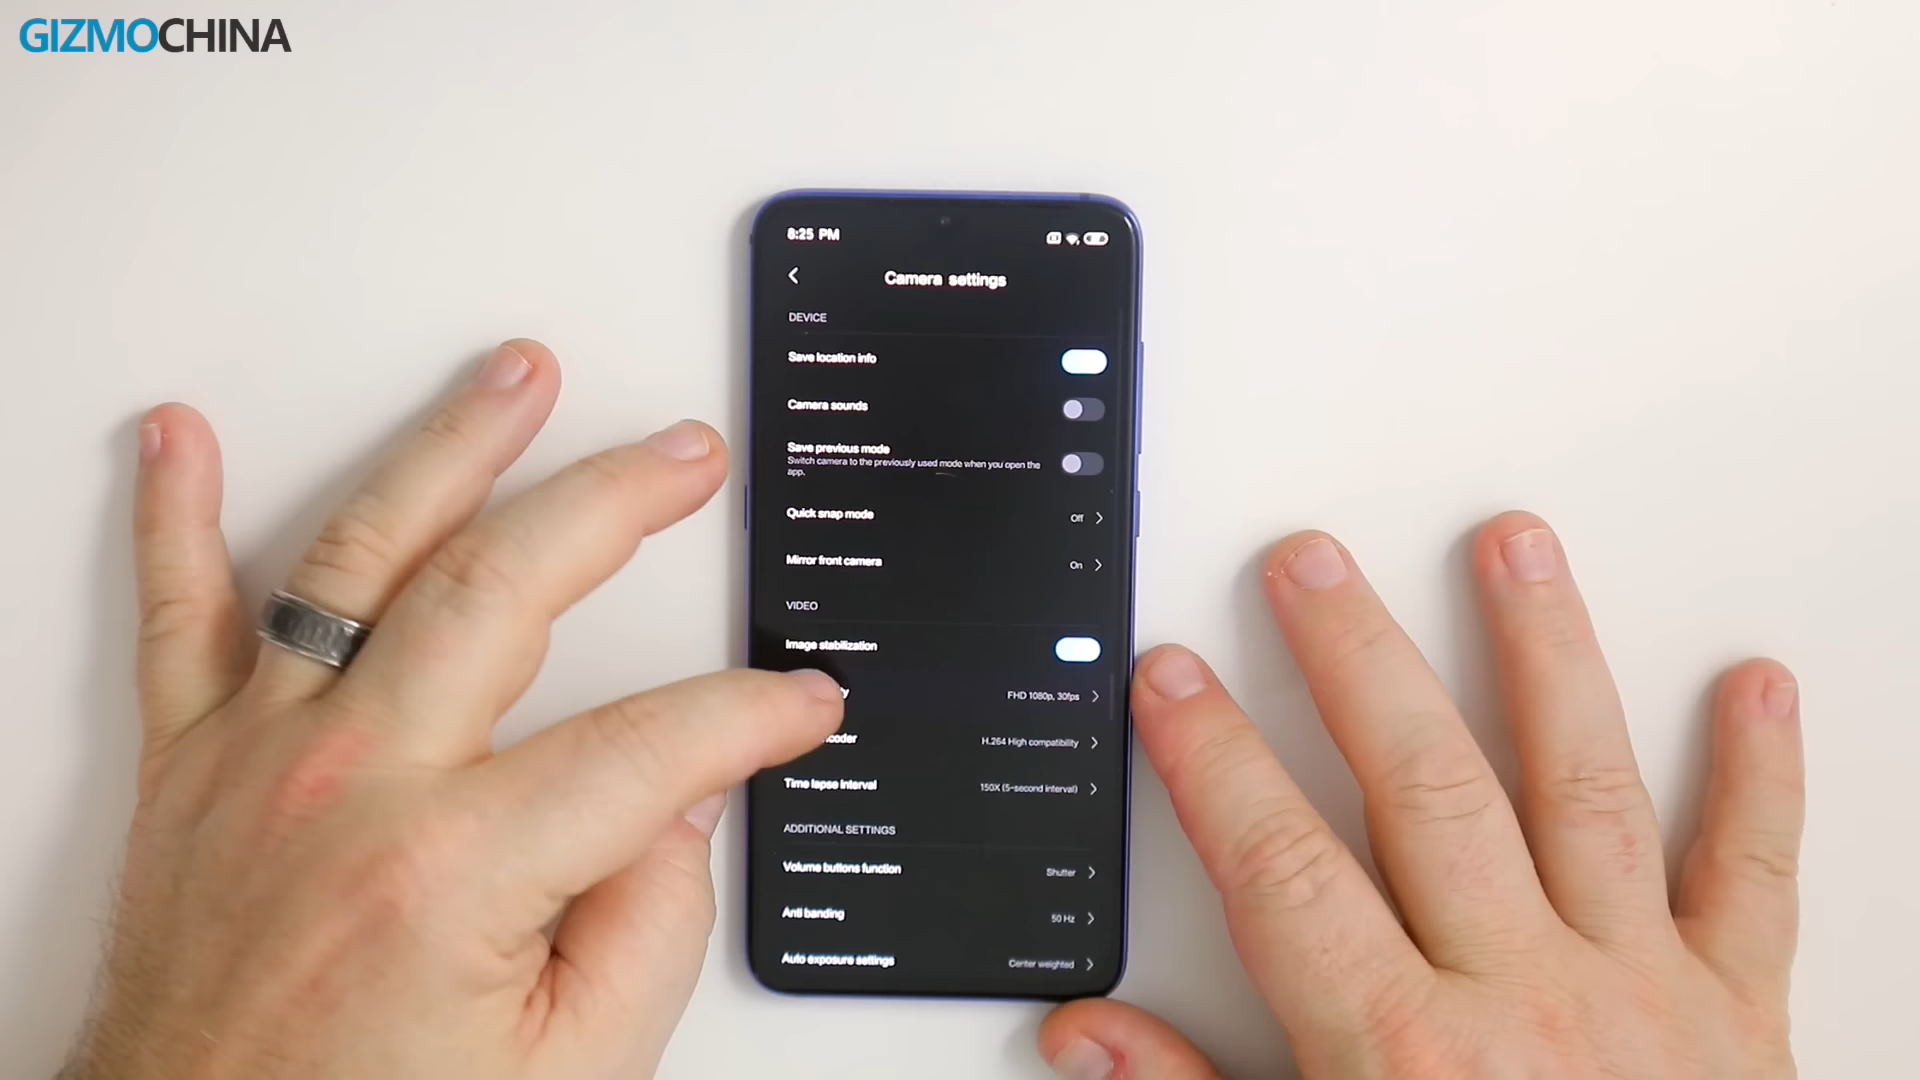 GIZMOCHINA
8:25 PM
Camera settings
DEVICE
Save location info
Camera sounds
Save previous mode
Switch camera to the previously used mode when you open the
app.
Quick snap mode
Off
Mirror front camera
On
VIDEO
Image stabilization
FHD 1080p, 30fps
H.264 High compatibility
Time lapse interval
150X (5-second interval)
ADDITIONAL SETTINGS
Volume buttons function
Shutter
Anti banding
50 Hz
Auto exposure settings
Center weighted